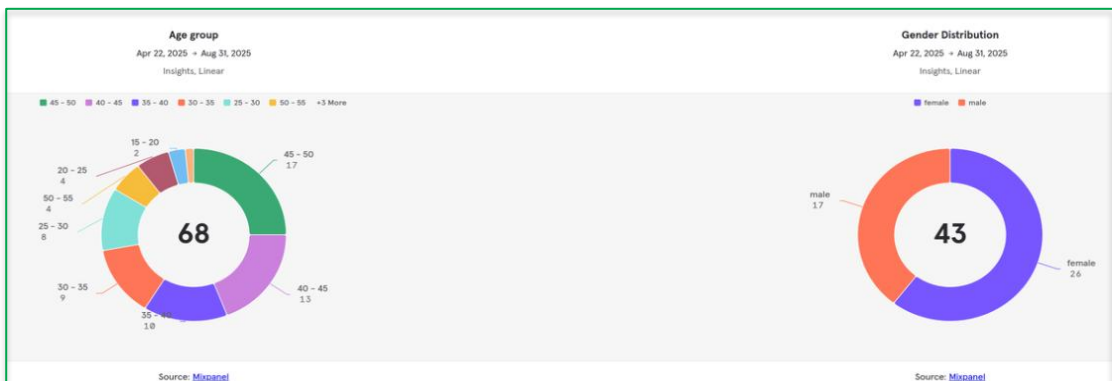 Age group
Apr 22, 2025 → Aug 31, 2025
Insights, Linear
45 - 50 40 - 45 35 - 40 30 - 35 25 - 30 50 - 55 +3 More
15 - 20
2
45 - 50
17
20 - 25
4
50 - 55
4
25 - 30
8
68
30 - 35
9
40 - 45
13
35 - 40
10
Source: Mixpanel
Gender Distribution
Apr 22, 2025 → Aug 31, 2025
Insights, Linear
female male
male
17
43
female
26
Source: Mixpanel